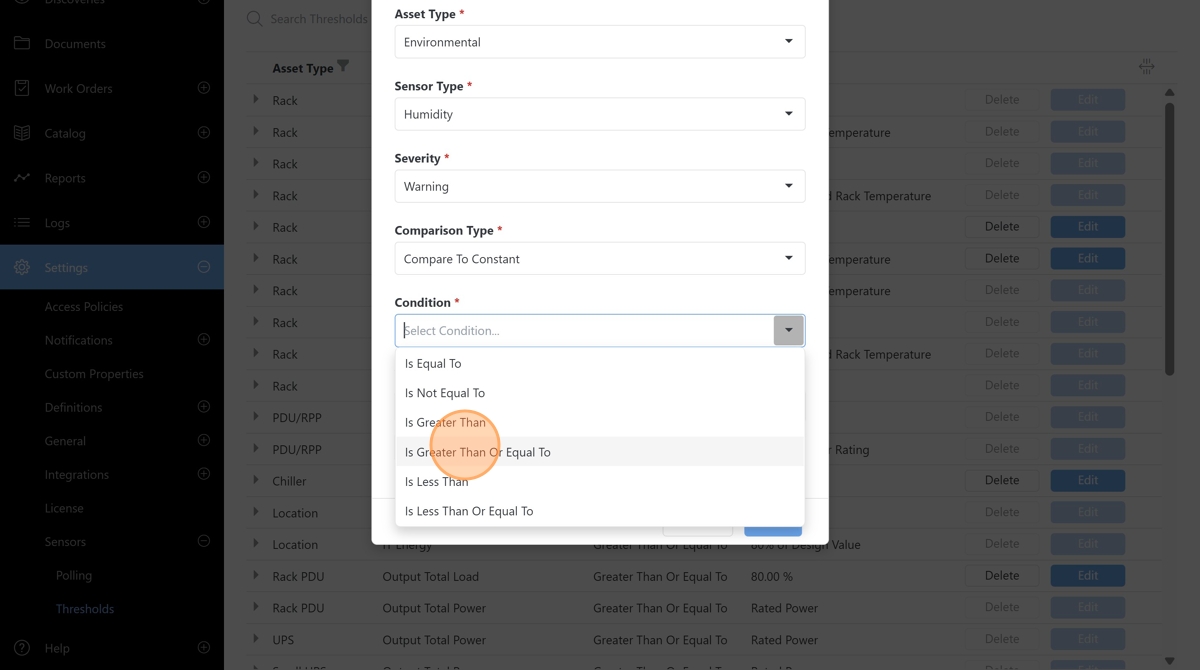 Discoveries
Documents
Work Orders
Catalog
Reports
Logs
Settings
Access Policies
Notifications
Custom Properties
Definitions
General
Integrations
License
Sensors
Polling
Thresholds
Help
Search Thresholds
Asset Type
Rack Delete Edit
Rack emperature Delete Edit
Rack Delete Edit
Rack d Rack Temperature Delete Edit
Rack Delete Edit
Rack emperature Delete Edit
Rack emperature Delete Edit
Rack Delete Edit
Rack d Rack Temperature Delete Edit
Rack Delete Edit
PDU/RPP Delete Edit
PDU/RPP r Rating Delete Edit
Chiller Delete Edit
Location Delete Edit
Location IT Energy Greater Than Or Equal To 80% of Design Value Delete Edit
Rack PDU Output Total Load Greater Than Or Equal To 80.00 % Delete Edit
Rack PDU Output Total Power Greater Than Or Equal To Rated Power Delete Edit
UPS Output Total Power Greater Than Or Equal To Rated Power Delete Edit
Asset Type *
Environmental
Sensor Type *
Humidity
Severity *
Warning
Comparison Type *
Compare To Constant
Condition *
Select Condition...
Is Equal To
Is Not Equal To
Is Greater Than
Is Greater Than Or Equal To
Is Less Than
Is Less Than Or Equal To